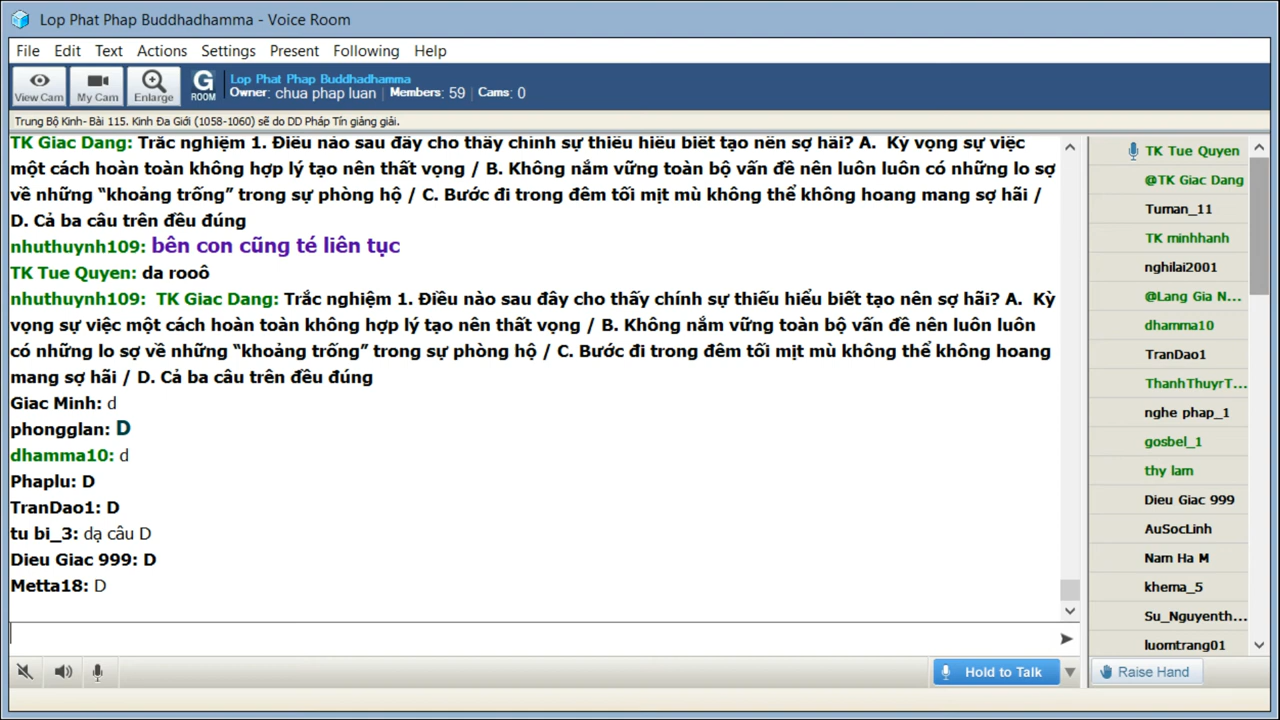 Lop Phat Phap Buddhadhamma - Voice Room
File Edit Text Actions Settings Present Following Help
View Cam My Cam Enlarge G ROOM
Lop Phat Phap Buddhadhamma
Owner: chua phap luan | Members: 59 | Cams: 0
Trung Bộ Kinh- Bài 115. Kinh Đa Giới (1058-1060) sẽ do DD Pháp Tín giảng giải.
TK Giac Dang: Trắc nghiệm 1. Điều nào sau đây cho thấy chính sự thiếu hiểu biết tạo nên sợ hãi? A. Kỳ vọng sự việc
một cách hoàn toàn không hợp lý tạo nên thất vọng / B. Không nắm vững toàn bộ vấn đề nên luôn luôn có những lo sợ
về những “khoảng trống” trong sự phòng hộ / C. Bước đi trong đêm tối mịt mù không thể không hoang mang sợ hãi /
D. Cả ba câu trên đều đúng
nhuthuynh109: bên con cũng té liên tục
TK Tue Quyen: da rooô
nhuthuynh109: TK Giac Dang: Trắc nghiệm 1. Điều nào sau đây cho thấy chính sự thiếu hiểu biết tạo nên sợ hãi? A. Kỳ
vọng sự việc một cách hoàn toàn không hợp lý tạo nên thất vọng / B. Không nắm vững toàn bộ vấn đề nên luôn luôn
có những lo sợ về những “khoảng trống” trong sự phòng hộ / C. Bước đi trong đêm tối mịt mù không thể không hoang
mang sợ hãi / D. Cả ba câu trên đều đúng
Giac Minh: d
phongglan: D
dhamma10: d
Phaplu: D
TranDao1: D
tu bi_3: dạ câu D
Dieu Giac 999: D
Metta18: D
TK Tue Quyen
@TK Giac Dang
Tuman_11
TK minhhanh
nghilai2001
@Lang Gia N...
dhamma10
TranDao1
ThanhThuyrT...
nghe phap_1
gosbel_1
thy lam
Dieu Giac 999
AuSocLinh
Nam Ha M
khema_5
Su_Nguyenth...
luomtrang01
Hold to Talk
Raise Hand